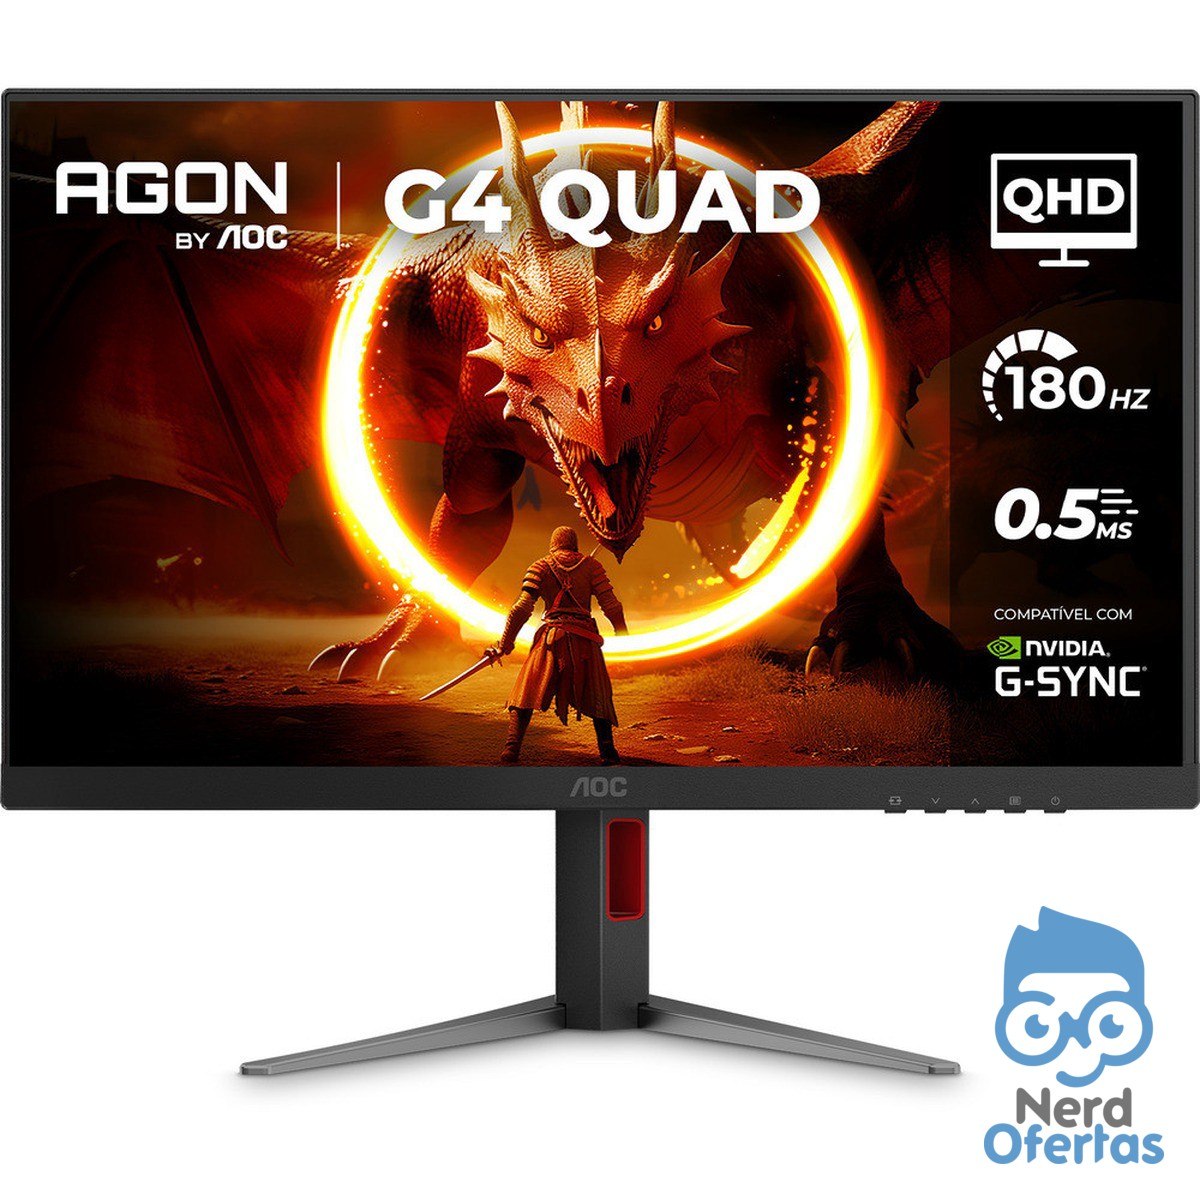 AGON
BY AOC
G4 QUAD
QHD
180 HZ
0.5 MS
COMPATÍVEL COM
NVIDIA.
G-SYNC
AOC
Nerd
Ofertas